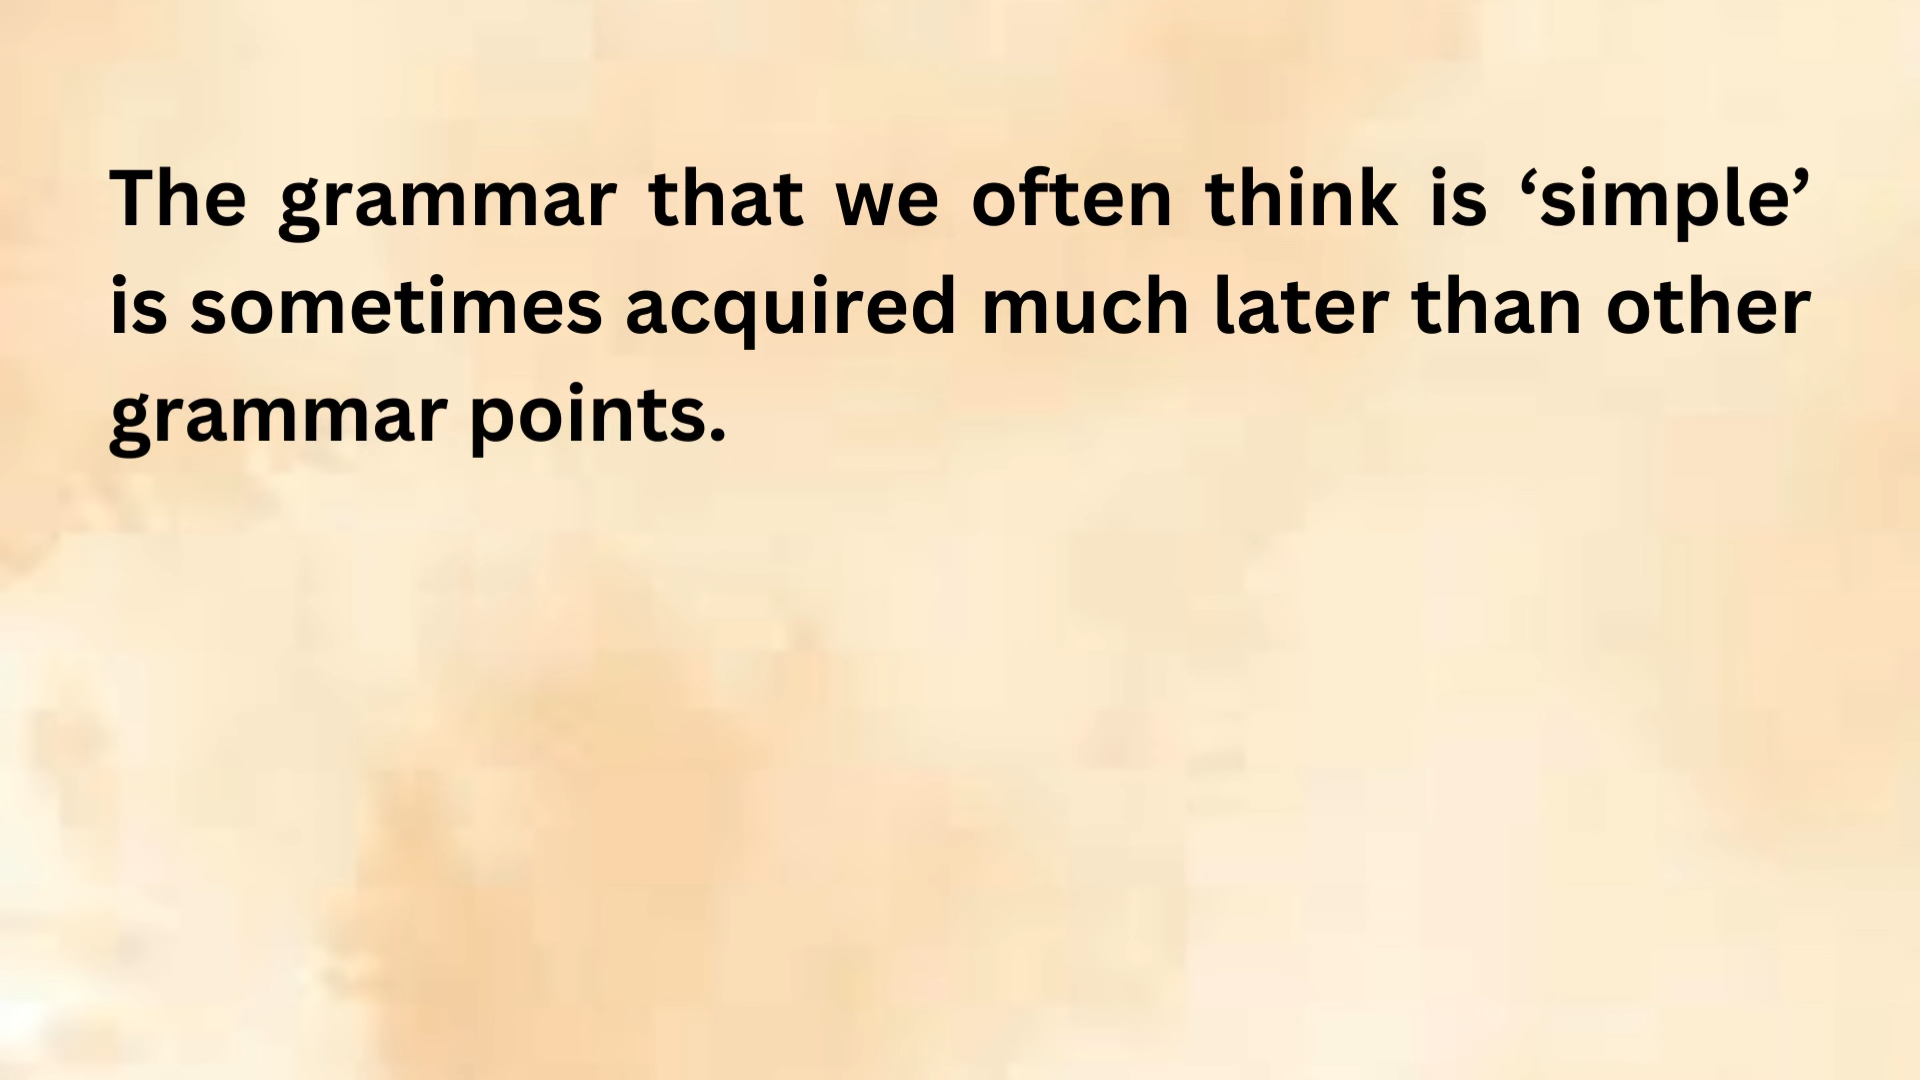 The grammar that we often think is ‘simple’
is sometimes acquired much later than other
grammar points.